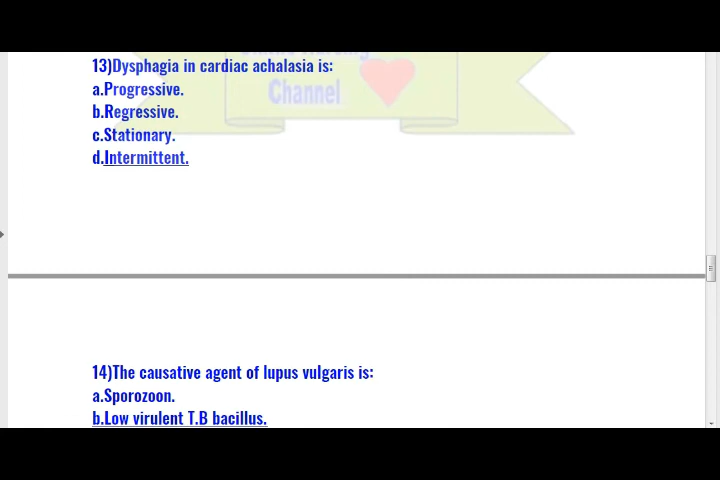 Channel
13)Dysphagia in cardiac achalasia is:
a.Progressive.
b.Regressive.
c.Stationary.
d.Intermittent.
14)The causative agent of lupus vulgaris is:
a.Sporozoon.
b.Low virulent T.B bacillus.